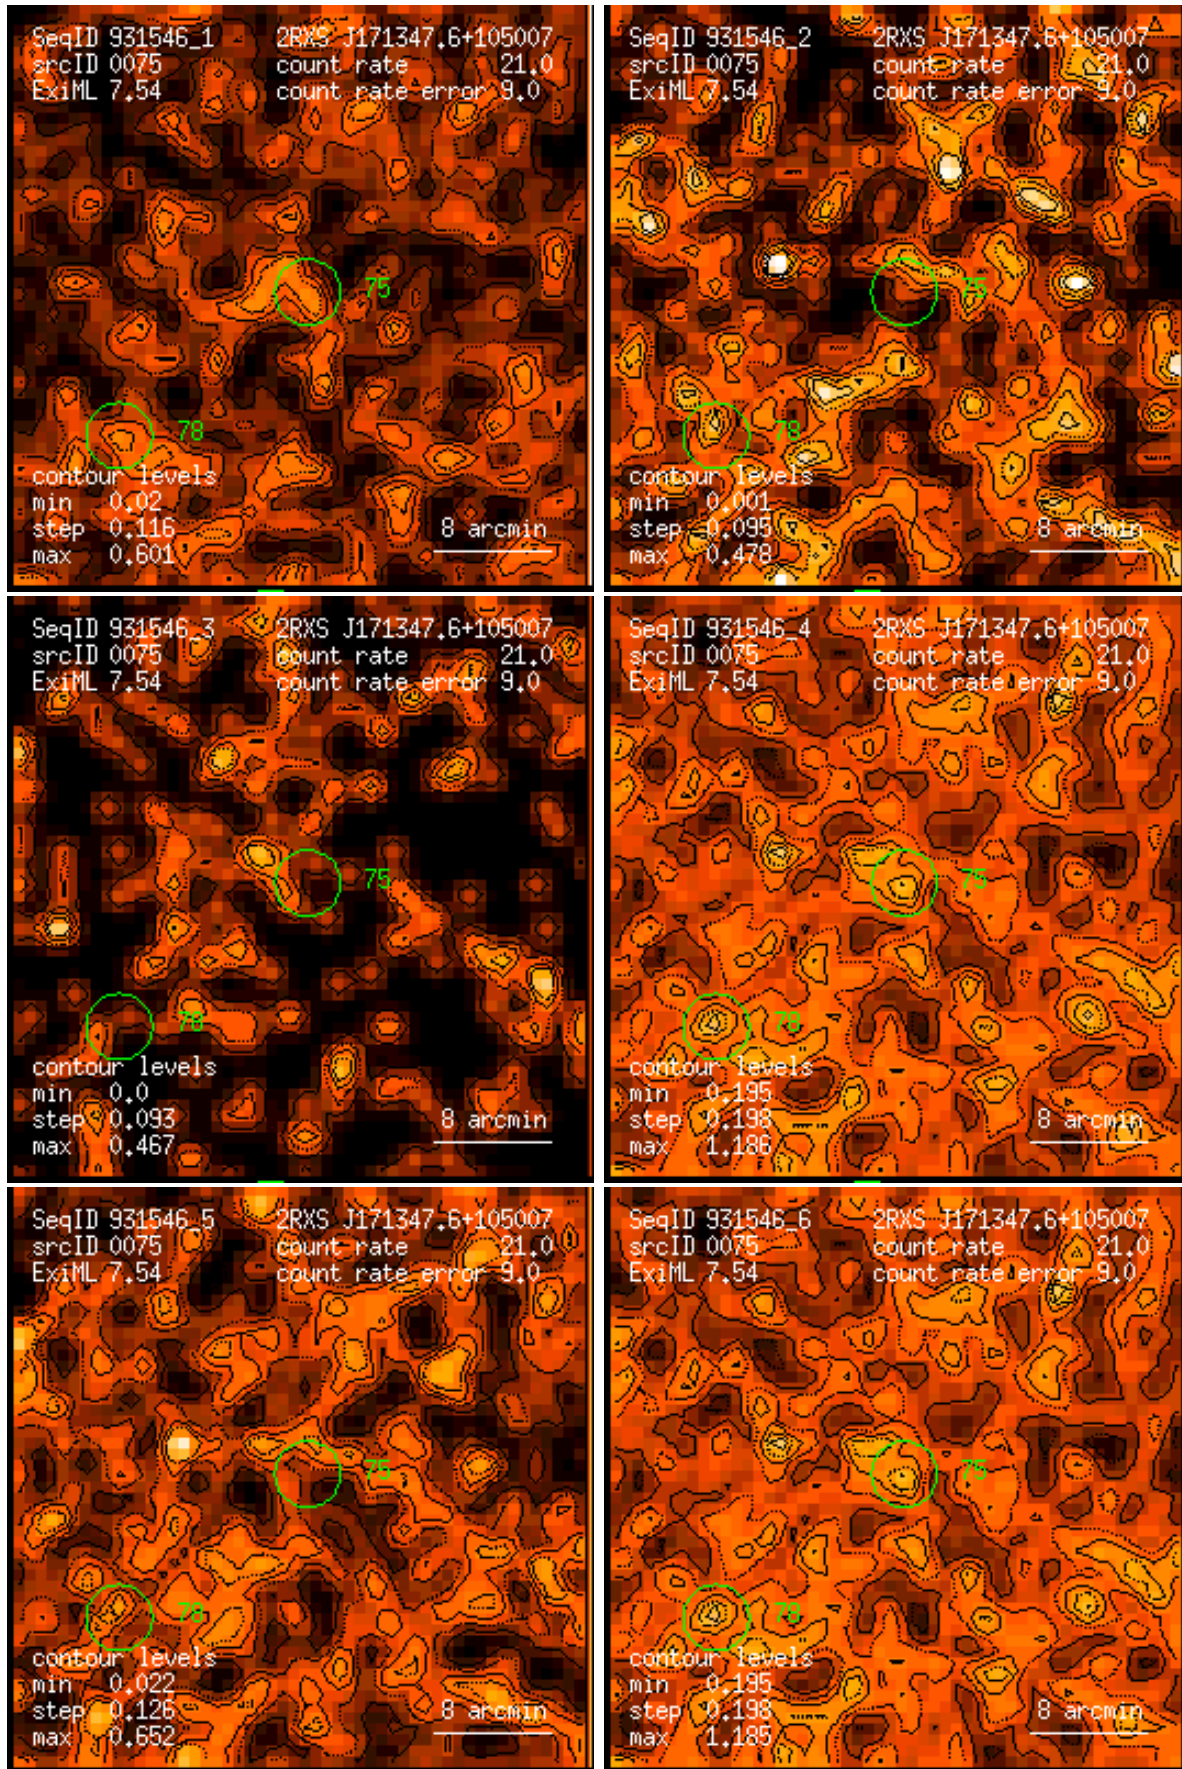 SeqID 931546_1 2RXS J171347.6+105007
srcID 0075 count rate 21.0
ExiML 7.54 count rate error 9.0
75
78
contour levels
min 0.02
step 0.116 8 arcmin
max 0.601
SeqID 931546_2 2RXS J171347.6+105007
srcID 0075 count rate 21.0
ExiML 7.54 count rate error 9.0
75
78
contour levels
min 0.001
step 0.095 8 arcmin
max 0.478
SeqID 931546_3 2RXS J171347.6+105007
srcID 0075 count rate 21.0
ExiML 7.54 count rate error 9.0
75
78
contour levels
min 0.0
step 0.093 8 arcmin
max 0.467
SeqID 931546_4 2RXS J171347.6+105007
srcID 0075 count rate 21.0
ExiML 7.54 count rate error 9.0
75
78
contour levels
min 0.195
step 0.198 8 arcmin
max 1.186
SeqID 931546_5 2RXS J171347.6+105007
srcID 0075 count rate 21.0
ExiML 7.54 count rate error 9.0
75
78
contour levels
min 0.022
step 0.126 8 arcmin
max 0.652
SeqID 931546_6 2RXS J171347.6+105007
srcID 0075 count rate 21.0
ExiML 7.54 count rate error 9.0
75
78
contour levels
min 0.195
step 0.198 8 arcmin
max 1.185